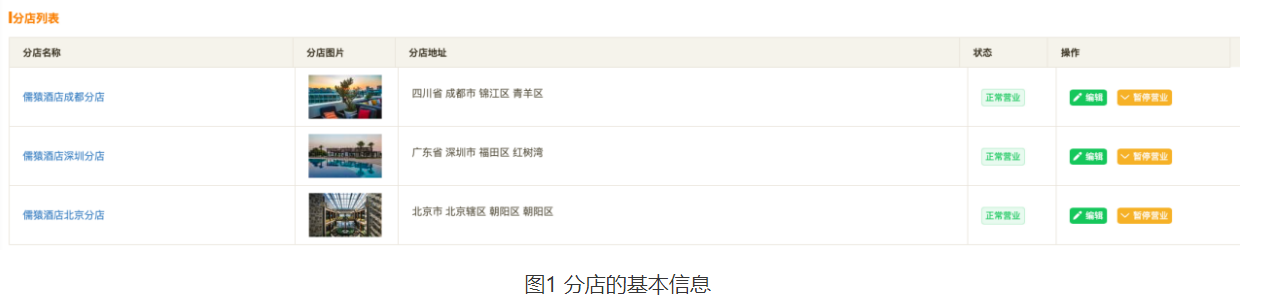 分店列表
分店名称 分店图片 分店地址 状态 操作
儒猿酒店成都分店 四川省 成都市 锦江区 青羊区 正常营业 编辑 暂停营业
儒猿酒店深圳分店 广东省 深圳市 福田区 红树湾 正常营业 编辑 暂停营业
儒猿酒店北京分店 北京市 北京辖区 朝阳区 朝阳区 正常营业 编辑 暂停营业
图1 分店的基本信息